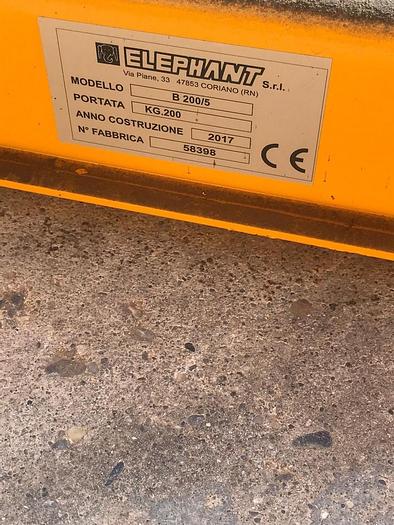 ELEPHANT S.r.l.
Via Piane, 33 47853 CORIANO (RN)
MODELLO B 200/5
PORTATA KG.200
ANNO COSTRUZIONE 2017
N° FABBRICA 58398
CE